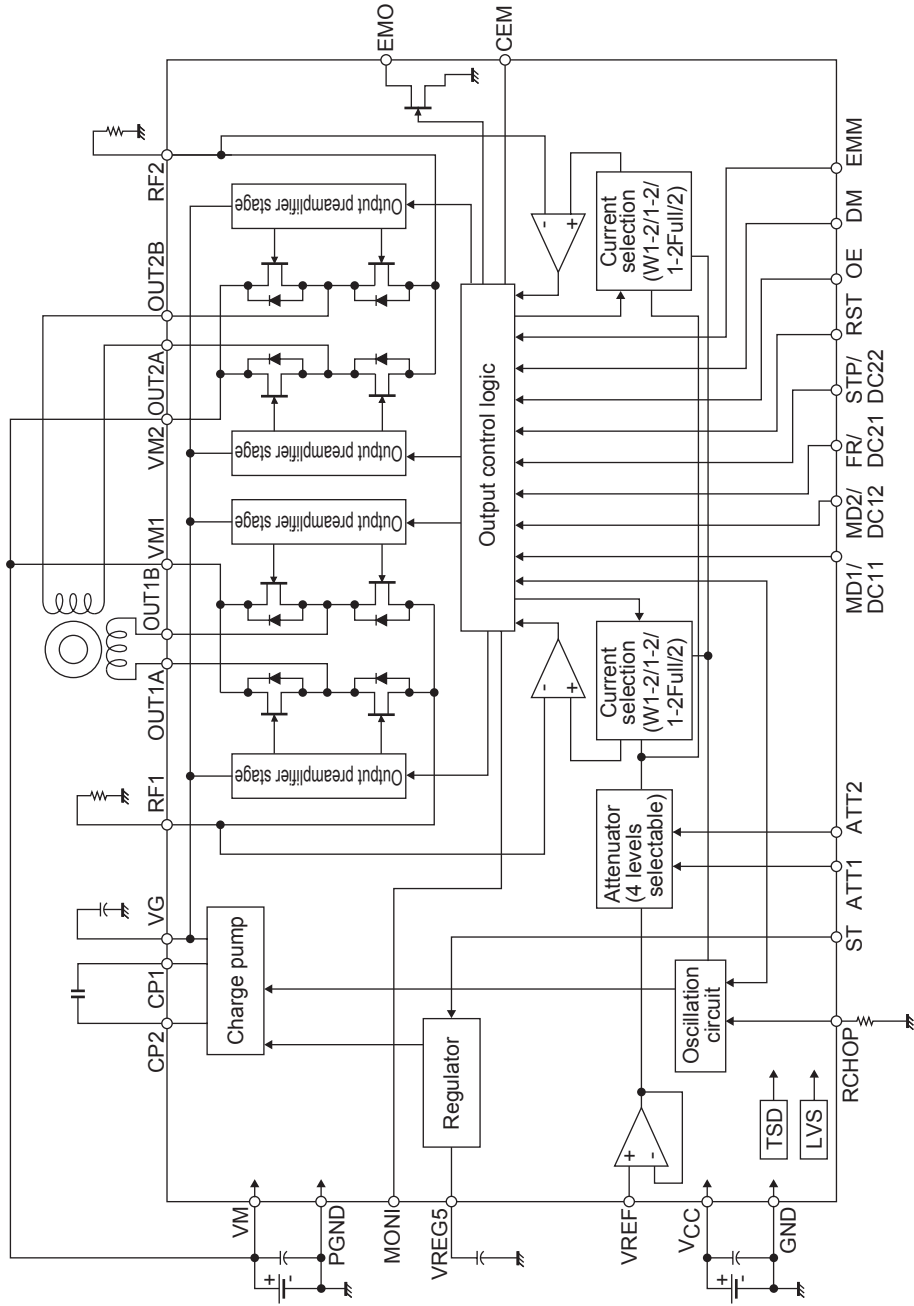 CP2
CP1
VG
RF1
OUT1A
OUT1B
VM1
VM2
OUT2A
OUT2B
RF2
VM
PGND
MONI
VREG5
VREF
VCC
GND
+
-
+
-
Charge pump
Regulator
Output preamplifier
stage
Output preamplifier
stage
Output preamplifier
stage
Output preamplifier
stage
Output control logic
EMO
CEM
+
-
Attenuator
(4 levels
selectable)
-
+
Current
selection
(W1-2/1-2/
1-2Full/2)
-
+
Current
selection
(W1-2/1-2/
1-2Full/2)
Oscillation
circuit
TSD
LVS
RCHOP
ST
ATT1
ATT2
MD1/
DC11
MD2/
DC12
FR/
DC21
STP/
DC22
RST
OE
DM
EMM